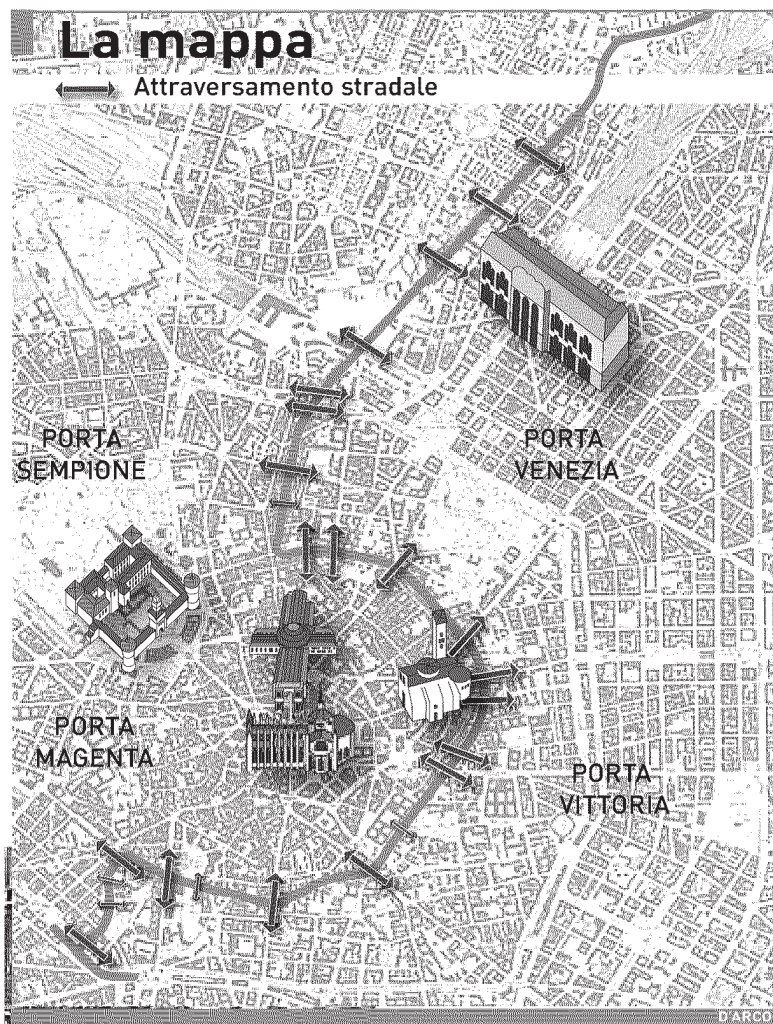 La mappa
Attraversamento stradale
PORTA
SEMPIONE
PORTA
VENEZIA
PORTA
MAGENTA
PORTA
VITTORIA
D'ARCO